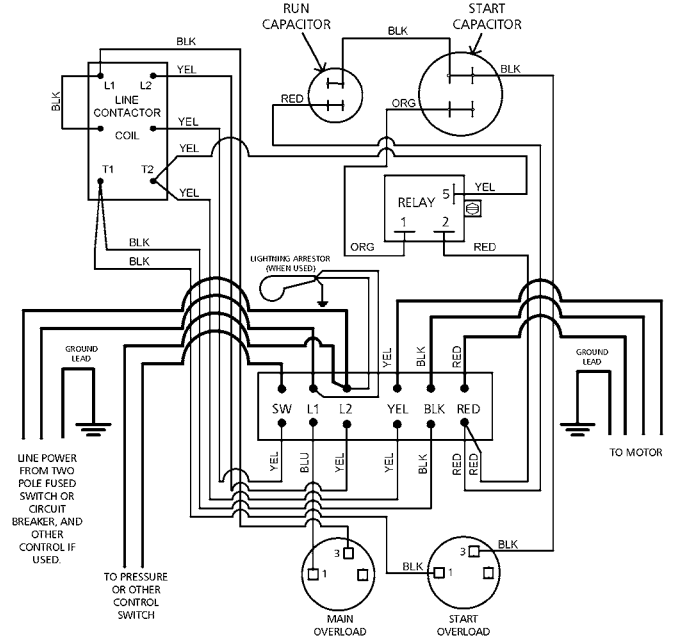 RUN
CAPACITOR
START
CAPACITOR
BLK
BLK
BLK
YEL
L1
L2
LINE
CONTACTOR
BLK
RED
ORG
YEL
COIL
YEL
T1
T2
YEL
5
YEL
RELAY
1
2
ORG
RED
BLK
BLK
LIGHTNING ARRESTOR
(WHEN USED)
GROUND
LEAD
YEL
BLK
RED
GROUND
LEAD
SW
L1
L2
YEL
BLK
RED
TO MOTOR
LINE POWER
FROM TWO
POLE FUSED
SWITCH OR
CIRCUIT
BREAKER, AND
OTHER
CONTROL IF
USED.
YEL
BLU
YEL
YEL
BLK
RED
RED
TO PRESSURE
OR OTHER
CONTROL
SWITCH
3
1
MAIN
OVERLOAD
BLK
3
BLK
1
START
OVERLOAD